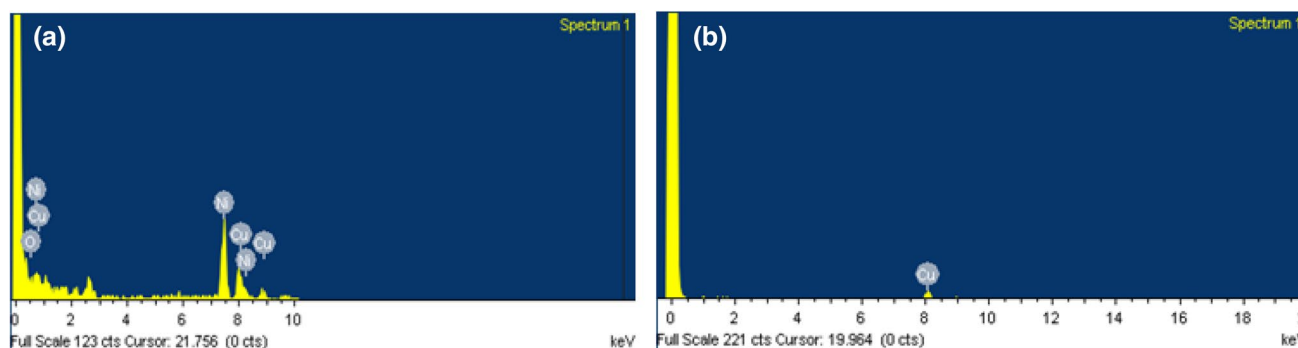 (a)
Spectrum 1
Ni
Cu
O
Ni
Cu
Cu
Ni
0 2 4 6 8 10
Full Scale 123 cts Cursor: 21.756 (0 cts) keV
(b)
Spectrum 1
Cu
0 2 4 6 8 10 12 14 16 18
Full Scale 221 cts Cursor: 19.964 (0 cts)